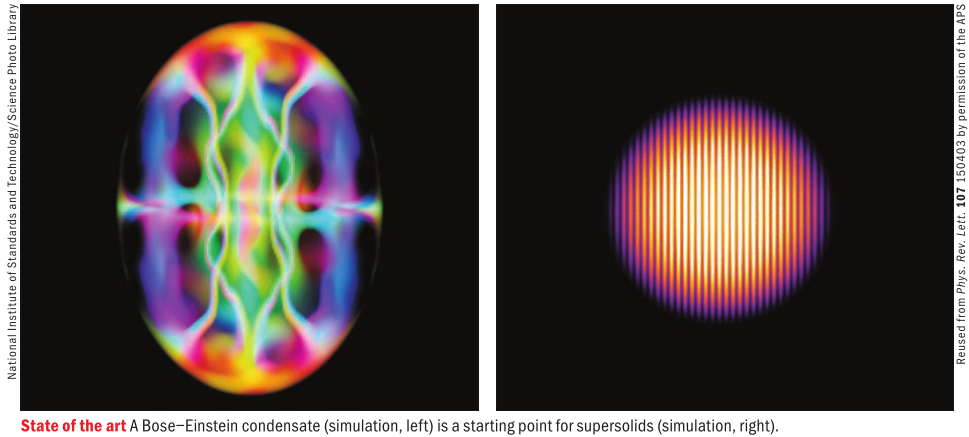 National Institute of Standards and Technology/Science Photo Library
Reused from Phys. Rev. Lett. 107 150403 by permission of the APS
State of the art A Bose–Einstein condensate (simulation, left) is a starting point for supersolids (simulation, right).